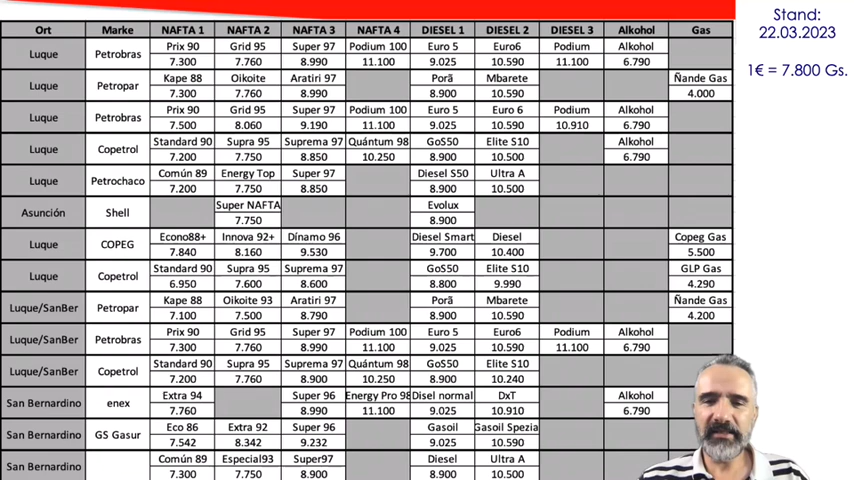 Stand:
22.03.2023
1€ = 7.800 Gs.
Ort Marke NAFTA 1 NAFTA 2 NAFTA 3 NAFTA 4 DIESEL 1 DIESEL 2 DIESEL 3 Alkohol Gas
Luque Petrobras Prix 90 Grid 95 Super 97 Podium 100 Euro 5 Euro6 Podium Alkohol
7.300 7.760 8.990 11.100 9.025 10.590 11.100 6.790
Luque Petropar Kape 88 Oikoite Aratiri 97 Porã Mbarete Ñande Gas
7.300 7.760 8.990 8.900 10.590 4.000
Luque Petrobras Prix 90 Grid 95 Super 97 Podium 100 Euro 5 Euro 6 Podium Alkohol
7.500 8.060 9.190 11.100 9.025 10.590 10.910 6.790
Luque Copetrol Standard 90 Supra 95 Suprema 97 Quántum 98 GoS50 Elite S10 Alkohol
7.200 7.750 8.850 10.250 8.900 10.500 6.790
Luque Petrochaco Común 89 Energy Top Super 97 Diesel S50 Ultra A
7.200 7.750 8.850 8.900 10.500
Asunción Shell Super NAFTA Evolux
7.750 8.900
Luque COPEG Econo88+ Innova 92+ Dínamo 96 Diesel Smart Diesel Copeg Gas
7.840 8.160 9.530 9.700 10.400 5.500
Luque Copetrol Standard 90 Supra 95 Suprema 97 GoS50 Elite S10 GLP Gas
6.950 7.600 8.600 8.800 9.990 4.290
Luque/SanBer Petropar Kape 88 Oikoite 93 Aratiri 97 Porã Mbarete Ñande Gas
7.100 7.500 8.790 8.900 10.590 4.200
Luque/SanBer Petrobras Prix 90 Grid 95 Super 97 Podium 100 Euro 5 Euro6 Podium Alkohol
7.300 7.760 8.990 11.100 9.025 10.590 11.100 6.790
Luque/SanBer Copetrol Standard 90 Supra 95 Suprema 97 Quántum 98 GoS50 Elite S10
7.200 7.760 8.900 10.250 8.900 10.240
San Bernardino enex Extra 94 Super 96 Energy Pro 98 Disel normal DxT Alkohol
7.760 8.990 11.100 9.025 10.910 6.790
San Bernardino GS Gasur Eco 86 Extra 92 Super 96 Gasoil Gasoil Spezia
7.542 8.342 9.232 9.025 10.590
San Bernardino Común 89 Especial93 Super97 Diesel Ultra A
7.300 7.750 8.900 8.900 10.500